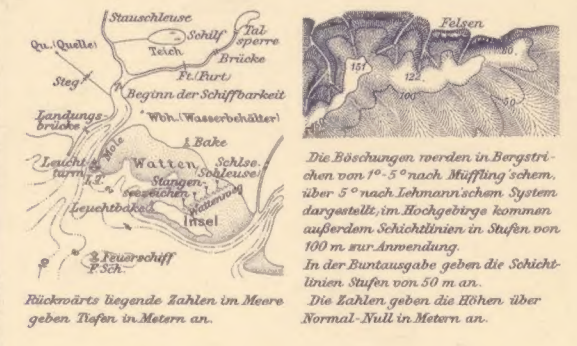 Stauschleuse
Schilf
Teich
Tal
sperre
Qu. (Quelle)
Brücke
Steg
Ft. (Furt)
Beginn der Schiffbarkeit
Landungs-
brücke
Wbh. (Wasserbehälter)
Mole
Bake
Leucht
turm
Watten
Schlse.
Schleuse
Stangen-
seezeichen
Wattenweg
Leuchtbake
Insel
Feuerschiff
F. Sch.
Rückwärts liegende Zahlen im Meere
geben Tiefen in Metern an.
Felsen
151
122.
100
80.
50
Die Böschungen werden in Bergstri-
chen von 1°-5° nach Müffling'schem,
über 5° nach Lehmann'schem System
dargestellt, im Hochgebirge kommen
außerdem Schichtlinien in Stufen von
100 m zur Anwendung.
In der Buntausgabe geben die Schicht-
linien Stufen von 50 m an.
Die Zahlen geben die Höhen über
Normal-Null in Metern an.